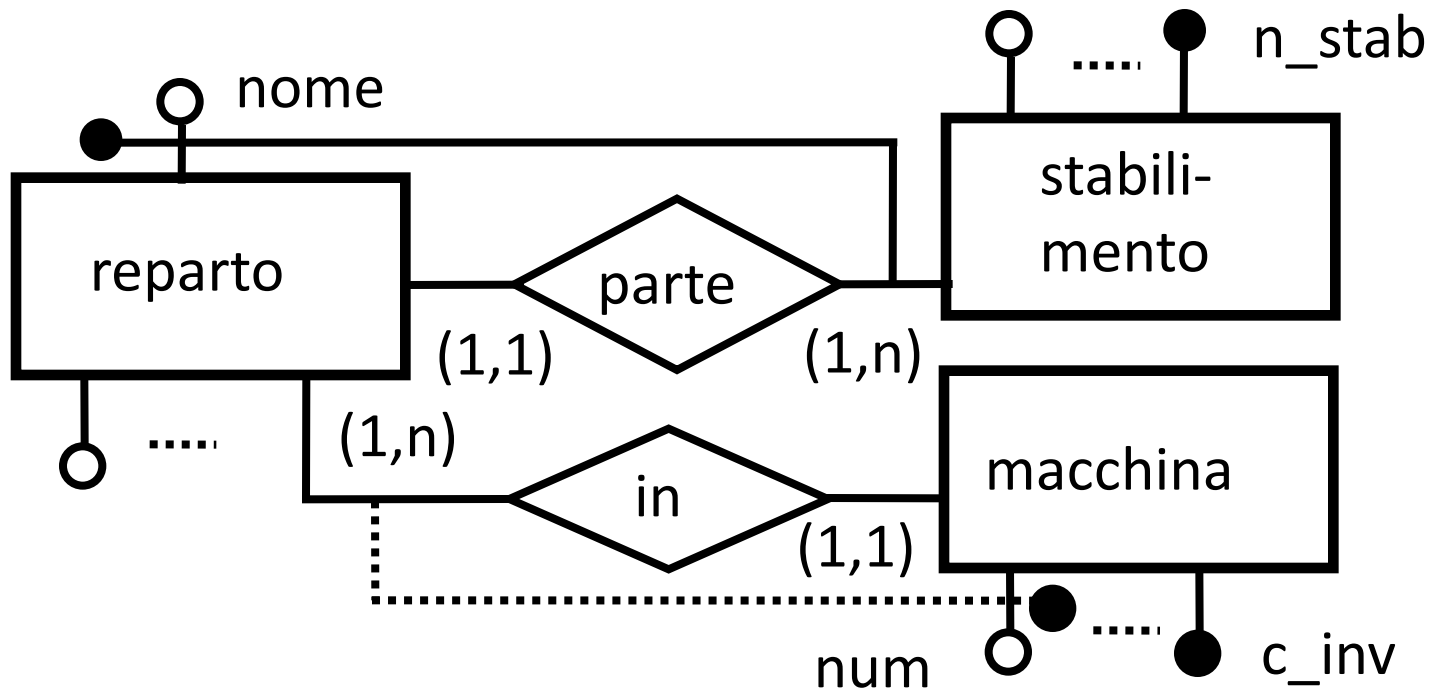 n_stab
nome
stabili-
mento
reparto
parte
(1,1)
(1,n)
(1,n)
macchina
in
(1,1)
num
c_inv